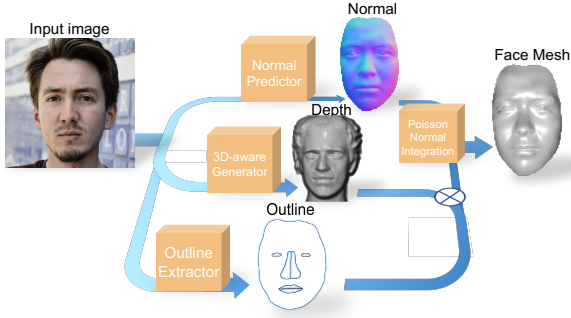 Input image
Normal
Normal
Predictor
Face Mesh
Depth
Poisson
Normal
Integration
3D-aware
Generator
Outline
Outline
Extractor